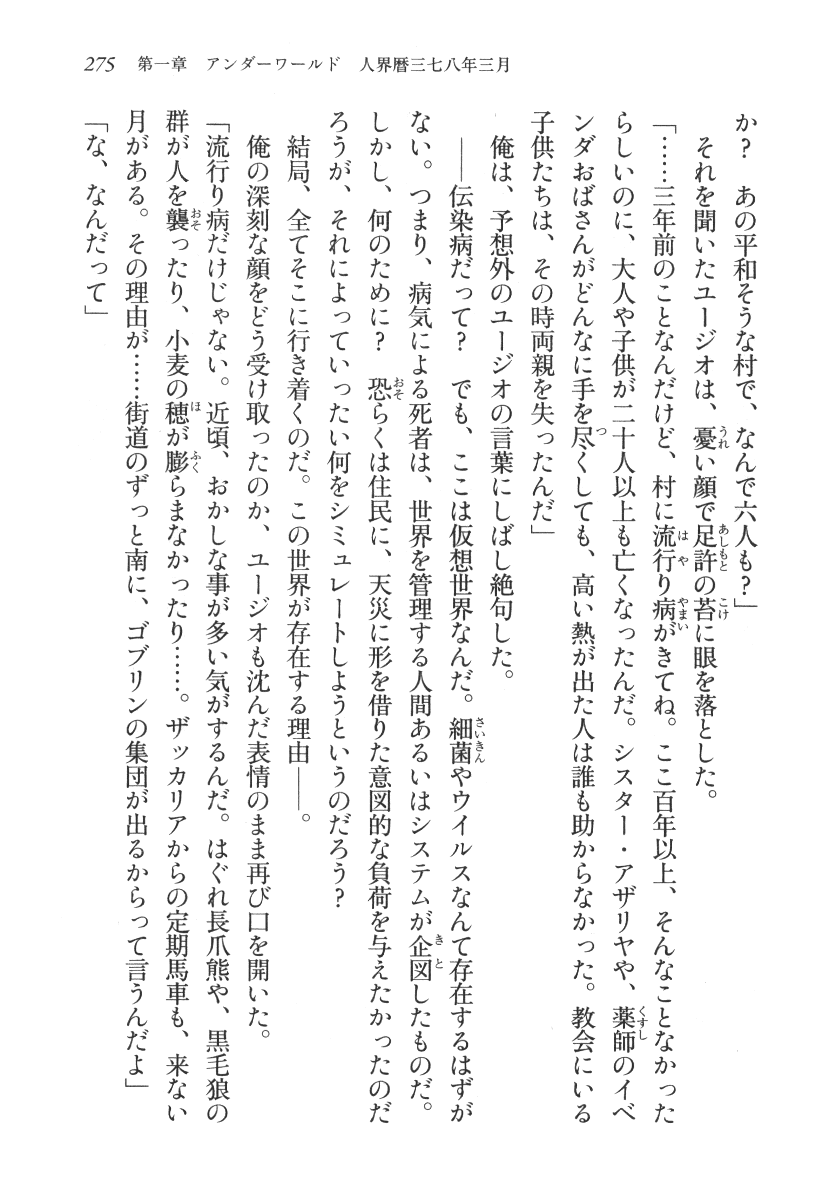 275 第一章 アンダーワールド 人界暦三七八年三月
か? あの平和そうな村で、なんで六人も?」
それを聞いたユージオは、憂い顔で足許の苔に眼を落とした。
「……三年前のことなんだけど、村に流行り病がきてね。ここ百年以上、そんなことなかった
らしいのに、大人や子供が二十人以上も亡くなったんだ。シスター・アザリヤや、薬師のイベ
ンダおばさんがどんなに手を尽くしても、高い熱が出た人は誰も助からなかった。教会にいる
子供たちは、その時両親を失ったんだ」
俺は、予想外のユージオの言葉にしばし絶句した。
――伝染病だって? でも、ここは仮想世界なんだ。細菌やウイルスなんて存在するはずが
ない。つまり、病気による死者は、世界を管理する人間あるいはシステムが企図したものだ。
しかし、何のために? 恐らくは住民に、天災に形を借りた意図的な負荷を与えたかったのだ
ろうが、それによっていったい何をシミュレートしようというのだろう?
結局、全てそこに行き着くのだ。この世界が存在する理由――。
俺の深刻な顔をどう受け取ったのか、ユージオも沈んだ表情のまま再び口を開いた。
「流行り病だけじゃない。近頃、おかしな事が多い気がするんだ。はぐれ長爪熊や、黒毛狼の
群が人を襲ったり、小麦の穂が膨らまなかったり……。ザッカリアからの定期馬車も、来ない
月がある。その理由が……街道のずっと南に、ゴブリンの集団が出るからって言うんだよ」
「な、なんだって」